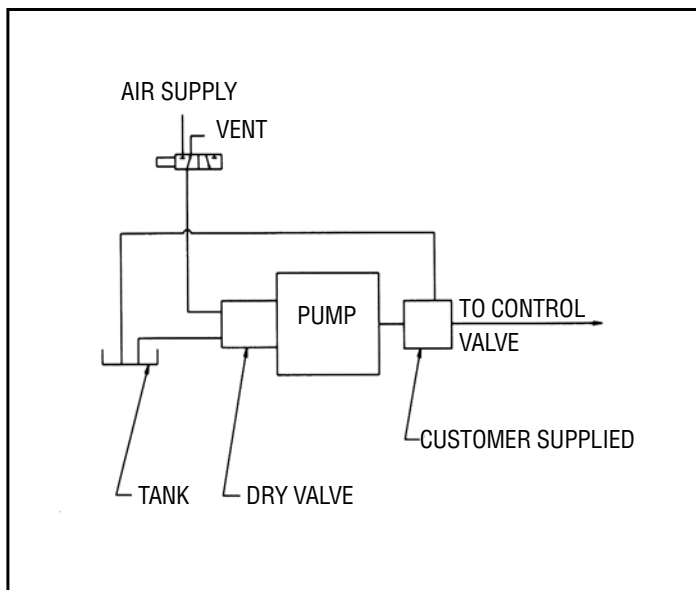 AIR SUPPLY
VENT
PUMP
TO CONTROL
VALVE
CUSTOMER SUPPLIED
TANK
DRY VALVE